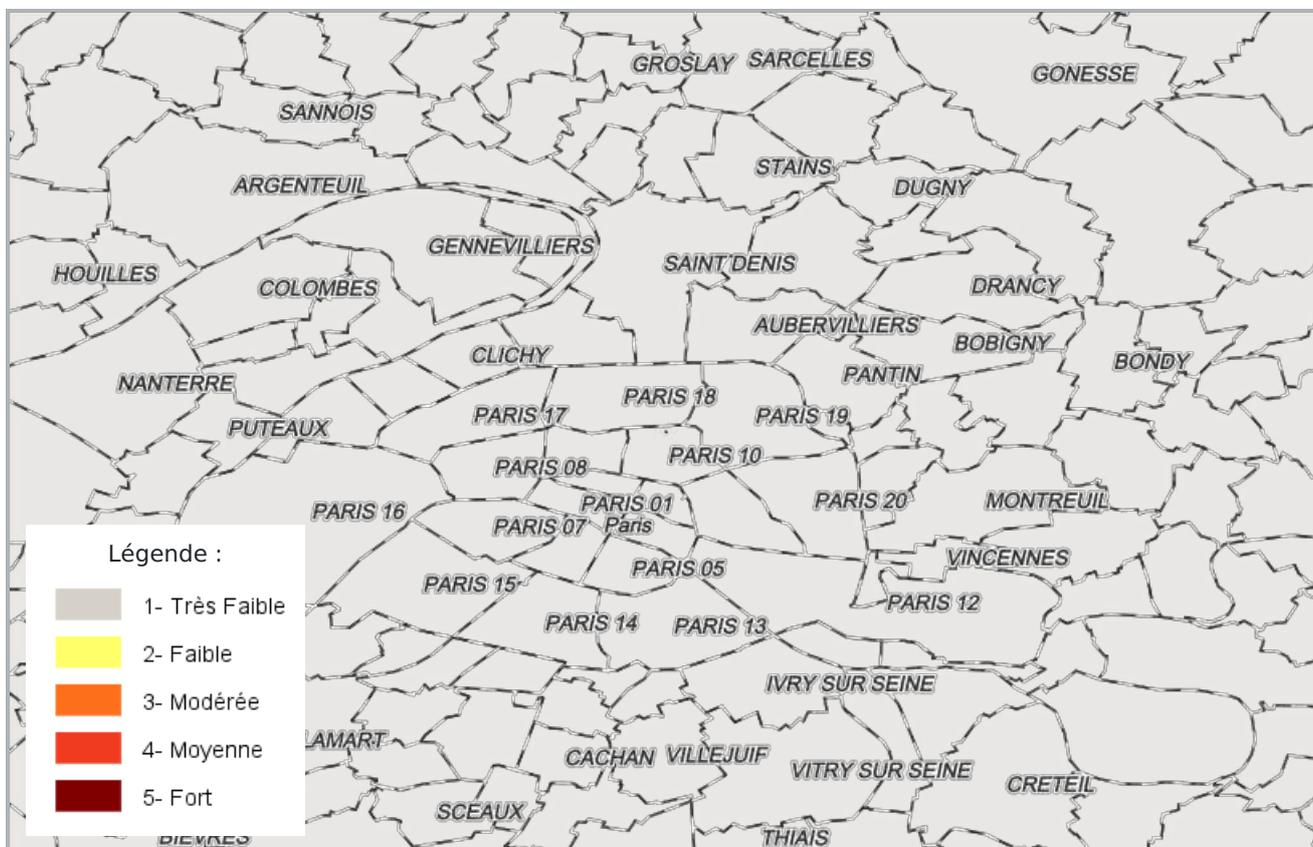 GROSLAY
SARCELLES
GONESSE
SANNOIS
STAINS
ARGENTEUIL
DUGNY
GENNEVILLIERS
HOUILLES
SAINT DENIS
COLOMBES
DRANCY
AUBERVILLIERS
CLICHY
BOBIGNY
BONDY
NANTERRE
PANTIN
PARIS 18
PARIS 17
PARIS 19
PUTEAUX
PARIS 10
PARIS 08
PARIS 01
PARIS 20
MONTREUIL
PARIS 16
PARIS 07
Paris
VINCENNES
PARIS 05
PARIS 15
PARIS 12
PARIS 14
PARIS 13
IVRY SUR SEINE
LAMART
CACHAN
VILLEJUIF
VITRY SUR SEINE
CRETEIL
SCEAUX
BIEVRES
THIAIS
Légende :
1- Très Faible
2- Faible
3- Modérée
4- Moyenne
5- Fort